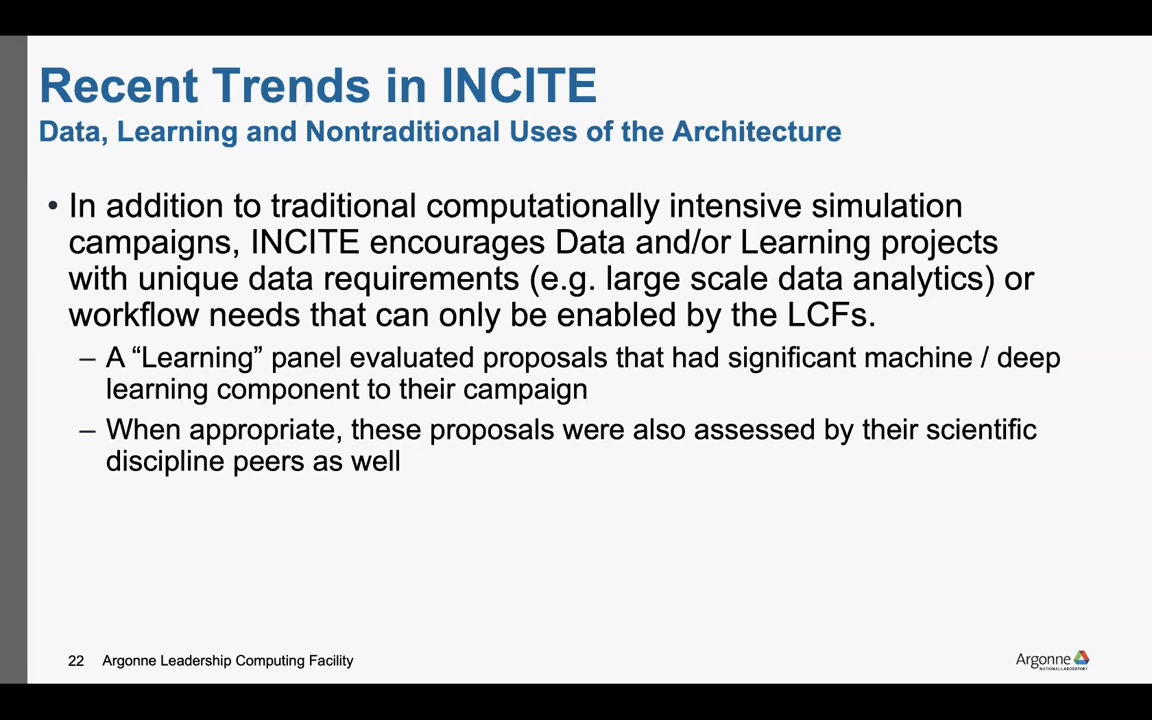 Recent Trends in INCITE
Data, Learning and Nontraditional Uses of the Architecture
• In addition to traditional computationally intensive simulation
campaigns, INCITE encourages Data and/or Learning projects
with unique data requirements (e.g. large scale data analytics) or
workflow needs that can only be enabled by the LCFs.
– A “Learning” panel evaluated proposals that had significant machine / deep
learning component to their campaign
– When appropriate, these proposals were also assessed by their scientific
discipline peers as well
22 Argonne Leadership Computing Facility
Argonne
NATIONAL LABORATORY